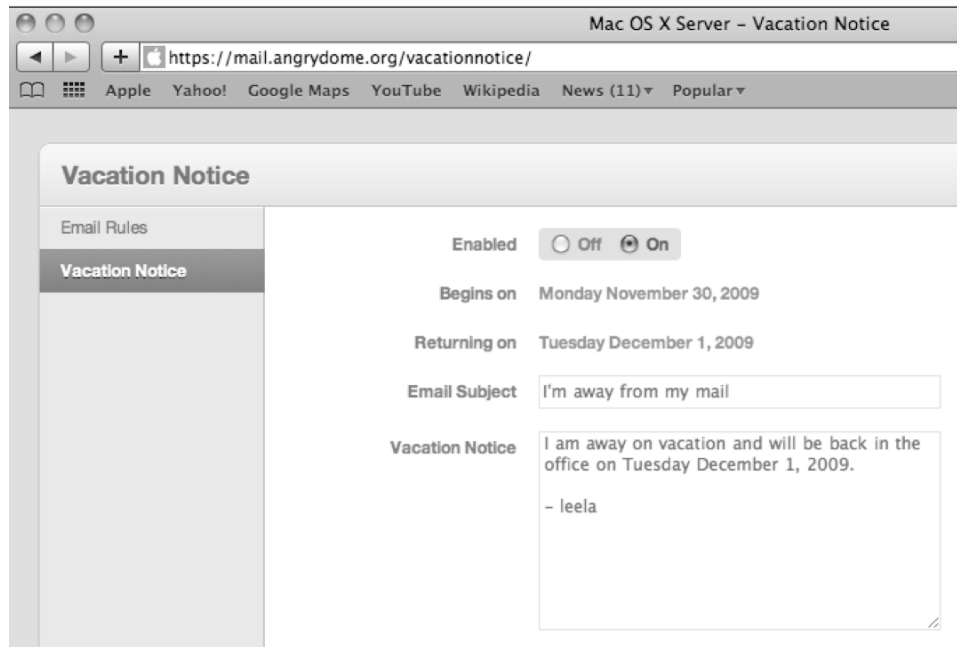 Mac OS X Server – Vacation Notice
https://mail.angrydome.org/vacationnotice/
Apple Yahoo! Google Maps YouTube Wikipedia News (11) Popular
Vacation Notice
Email Rules
Vacation Notice
Enabled Off On
Begins on Monday November 30, 2009
Returning on Tuesday December 1, 2009
Email Subject I'm away from my mail
Vacation Notice I am away on vacation and will be back in the
office on Tuesday December 1, 2009.
– leela